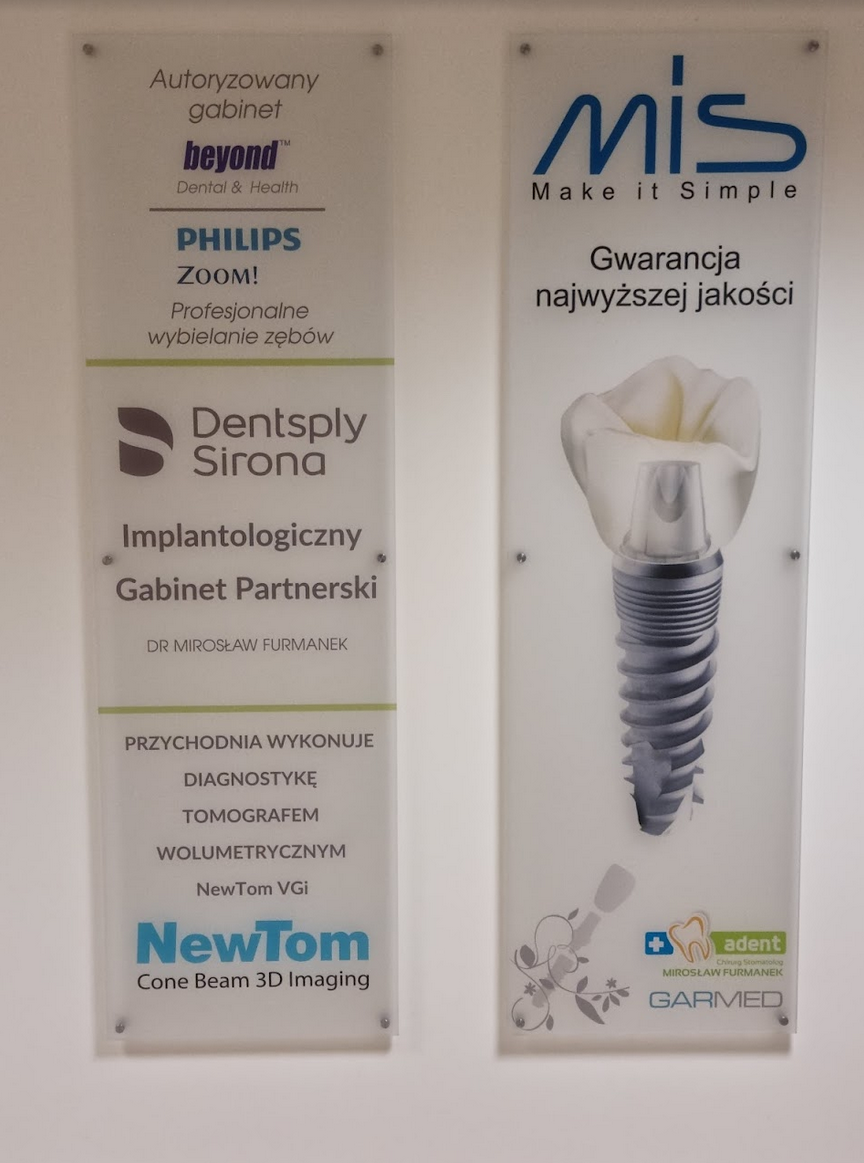 Autoryzowany
gabinet
beyond™
Dental & Health
PHILIPS
ZOOM!
Profesjonalne
wybielanie zębów
Dentsply
Sirona
Implantologiczny
Gabinet Partnerski
DR MIROSŁAW FURMANEK
PRZYCHODNIA WYKONUJE
DIAGNOSTYKĘ
TOMOGRAFEM
WOLUMETRYCZNYM
NewTom VGi
NewTom
Cone Beam 3D Imaging
mis
Make it Simple
Gwarancja
najwyższej jakości
adent
Chirurg Stomatolog
MIROSŁAW FURMANEK
GARMED